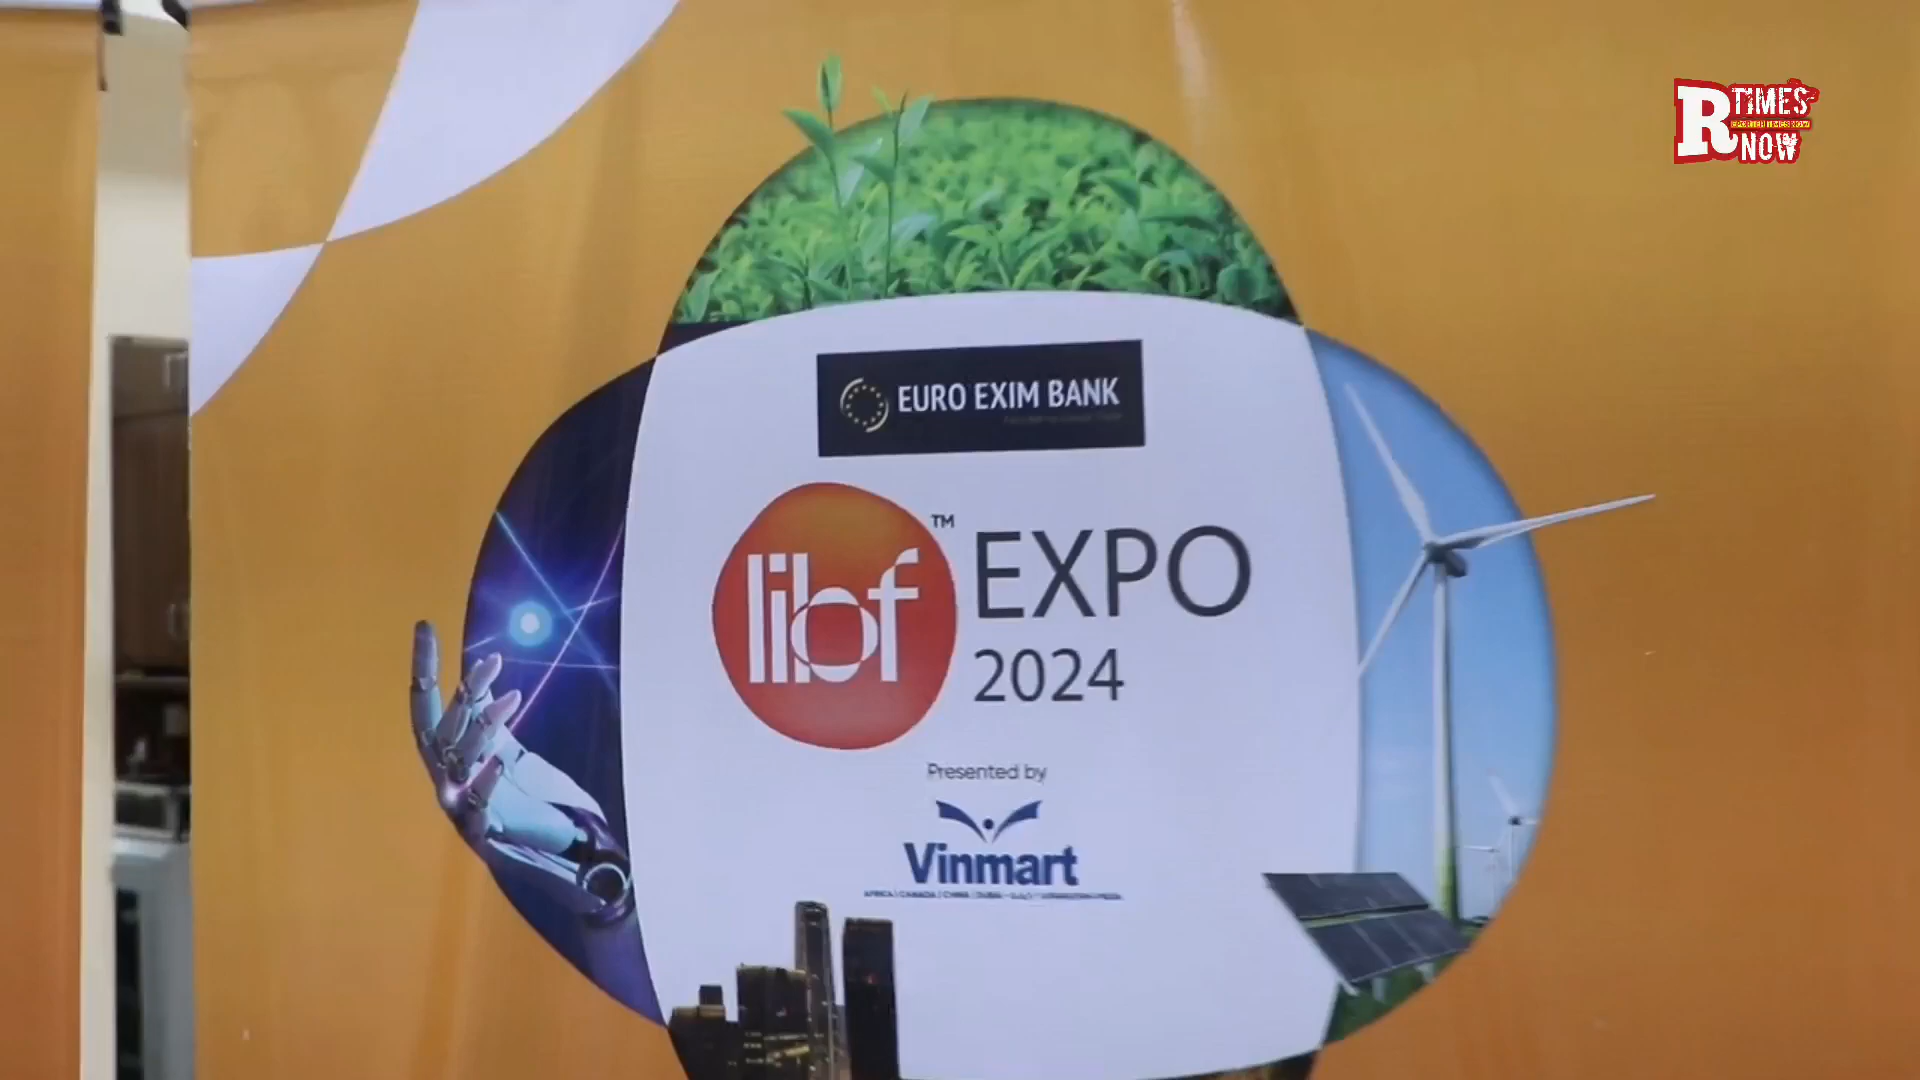 R TIMES
NOW
EURO EXIM BANK
libf™ EXPO
2024
Presented by
Vinmart